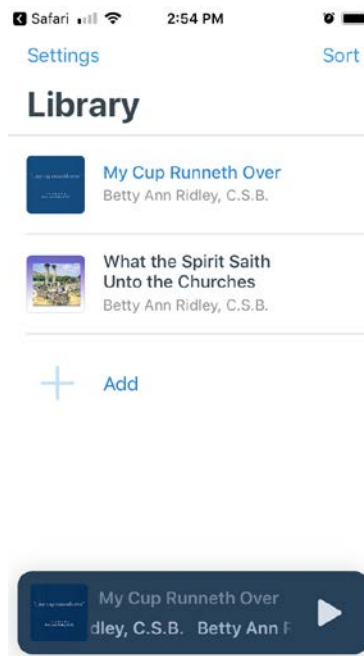 Safari 2:54 PM
Settings Sort
Library
My Cup Runneth Over
Betty Ann Ridley, C.S.B.
What the Spirit Saith
Unto the Churches
Betty Ann Ridley, C.S.B.
Add
My Cup Runneth Over
dley, C.S.B. Betty Ann R